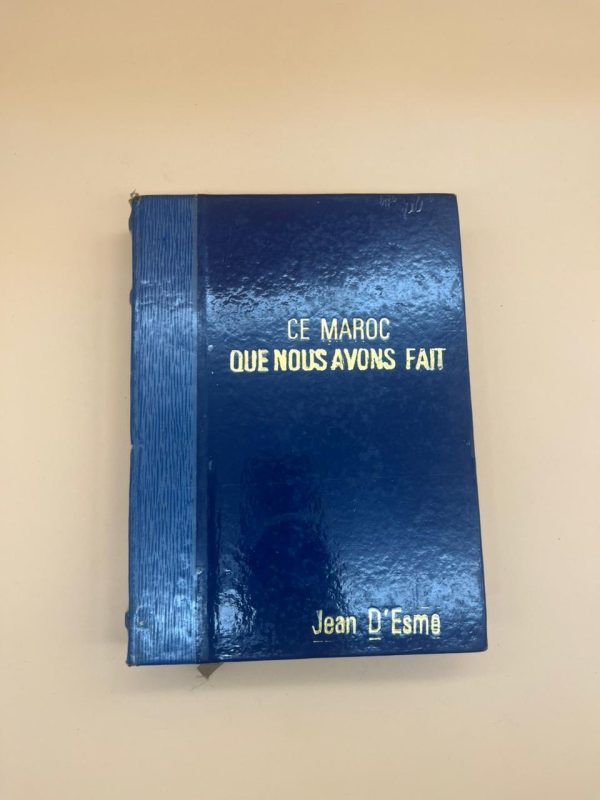 CE MAROC
QUE NOUS AVONS FAIT
Jean D'Esme